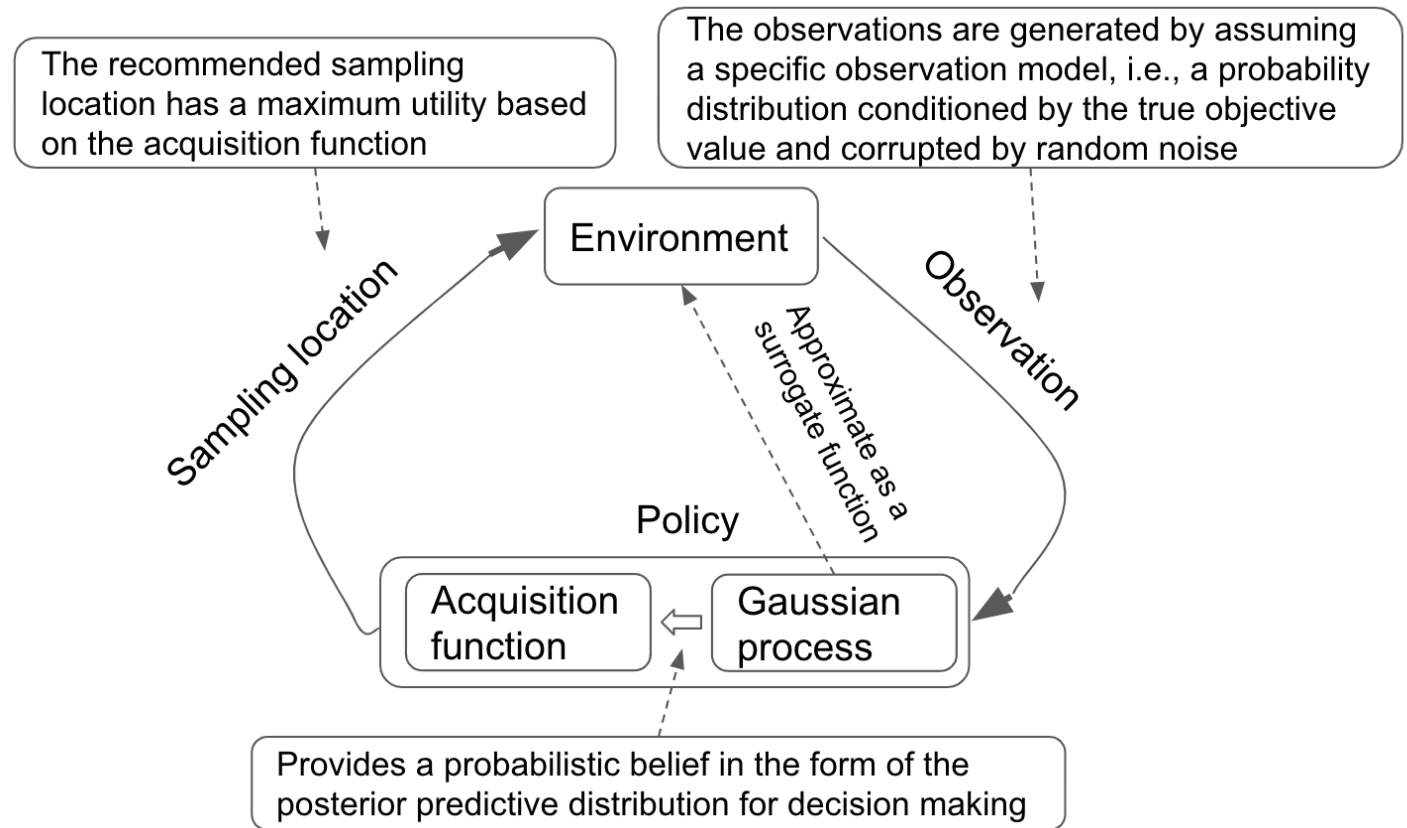 The recommended sampling
location has a maximum utility based
on the acquisition function
The observations are generated by assuming
a specific observation model, i.e., a probability
distribution conditioned by the true objective
value and corrupted by random noise
Environment
Sampling location
Observation
Approximate as a
surrogate function
Policy
Acquisition
function
Gaussian
process
Provides a probabilistic belief in the form of the
posterior predictive distribution for decision making